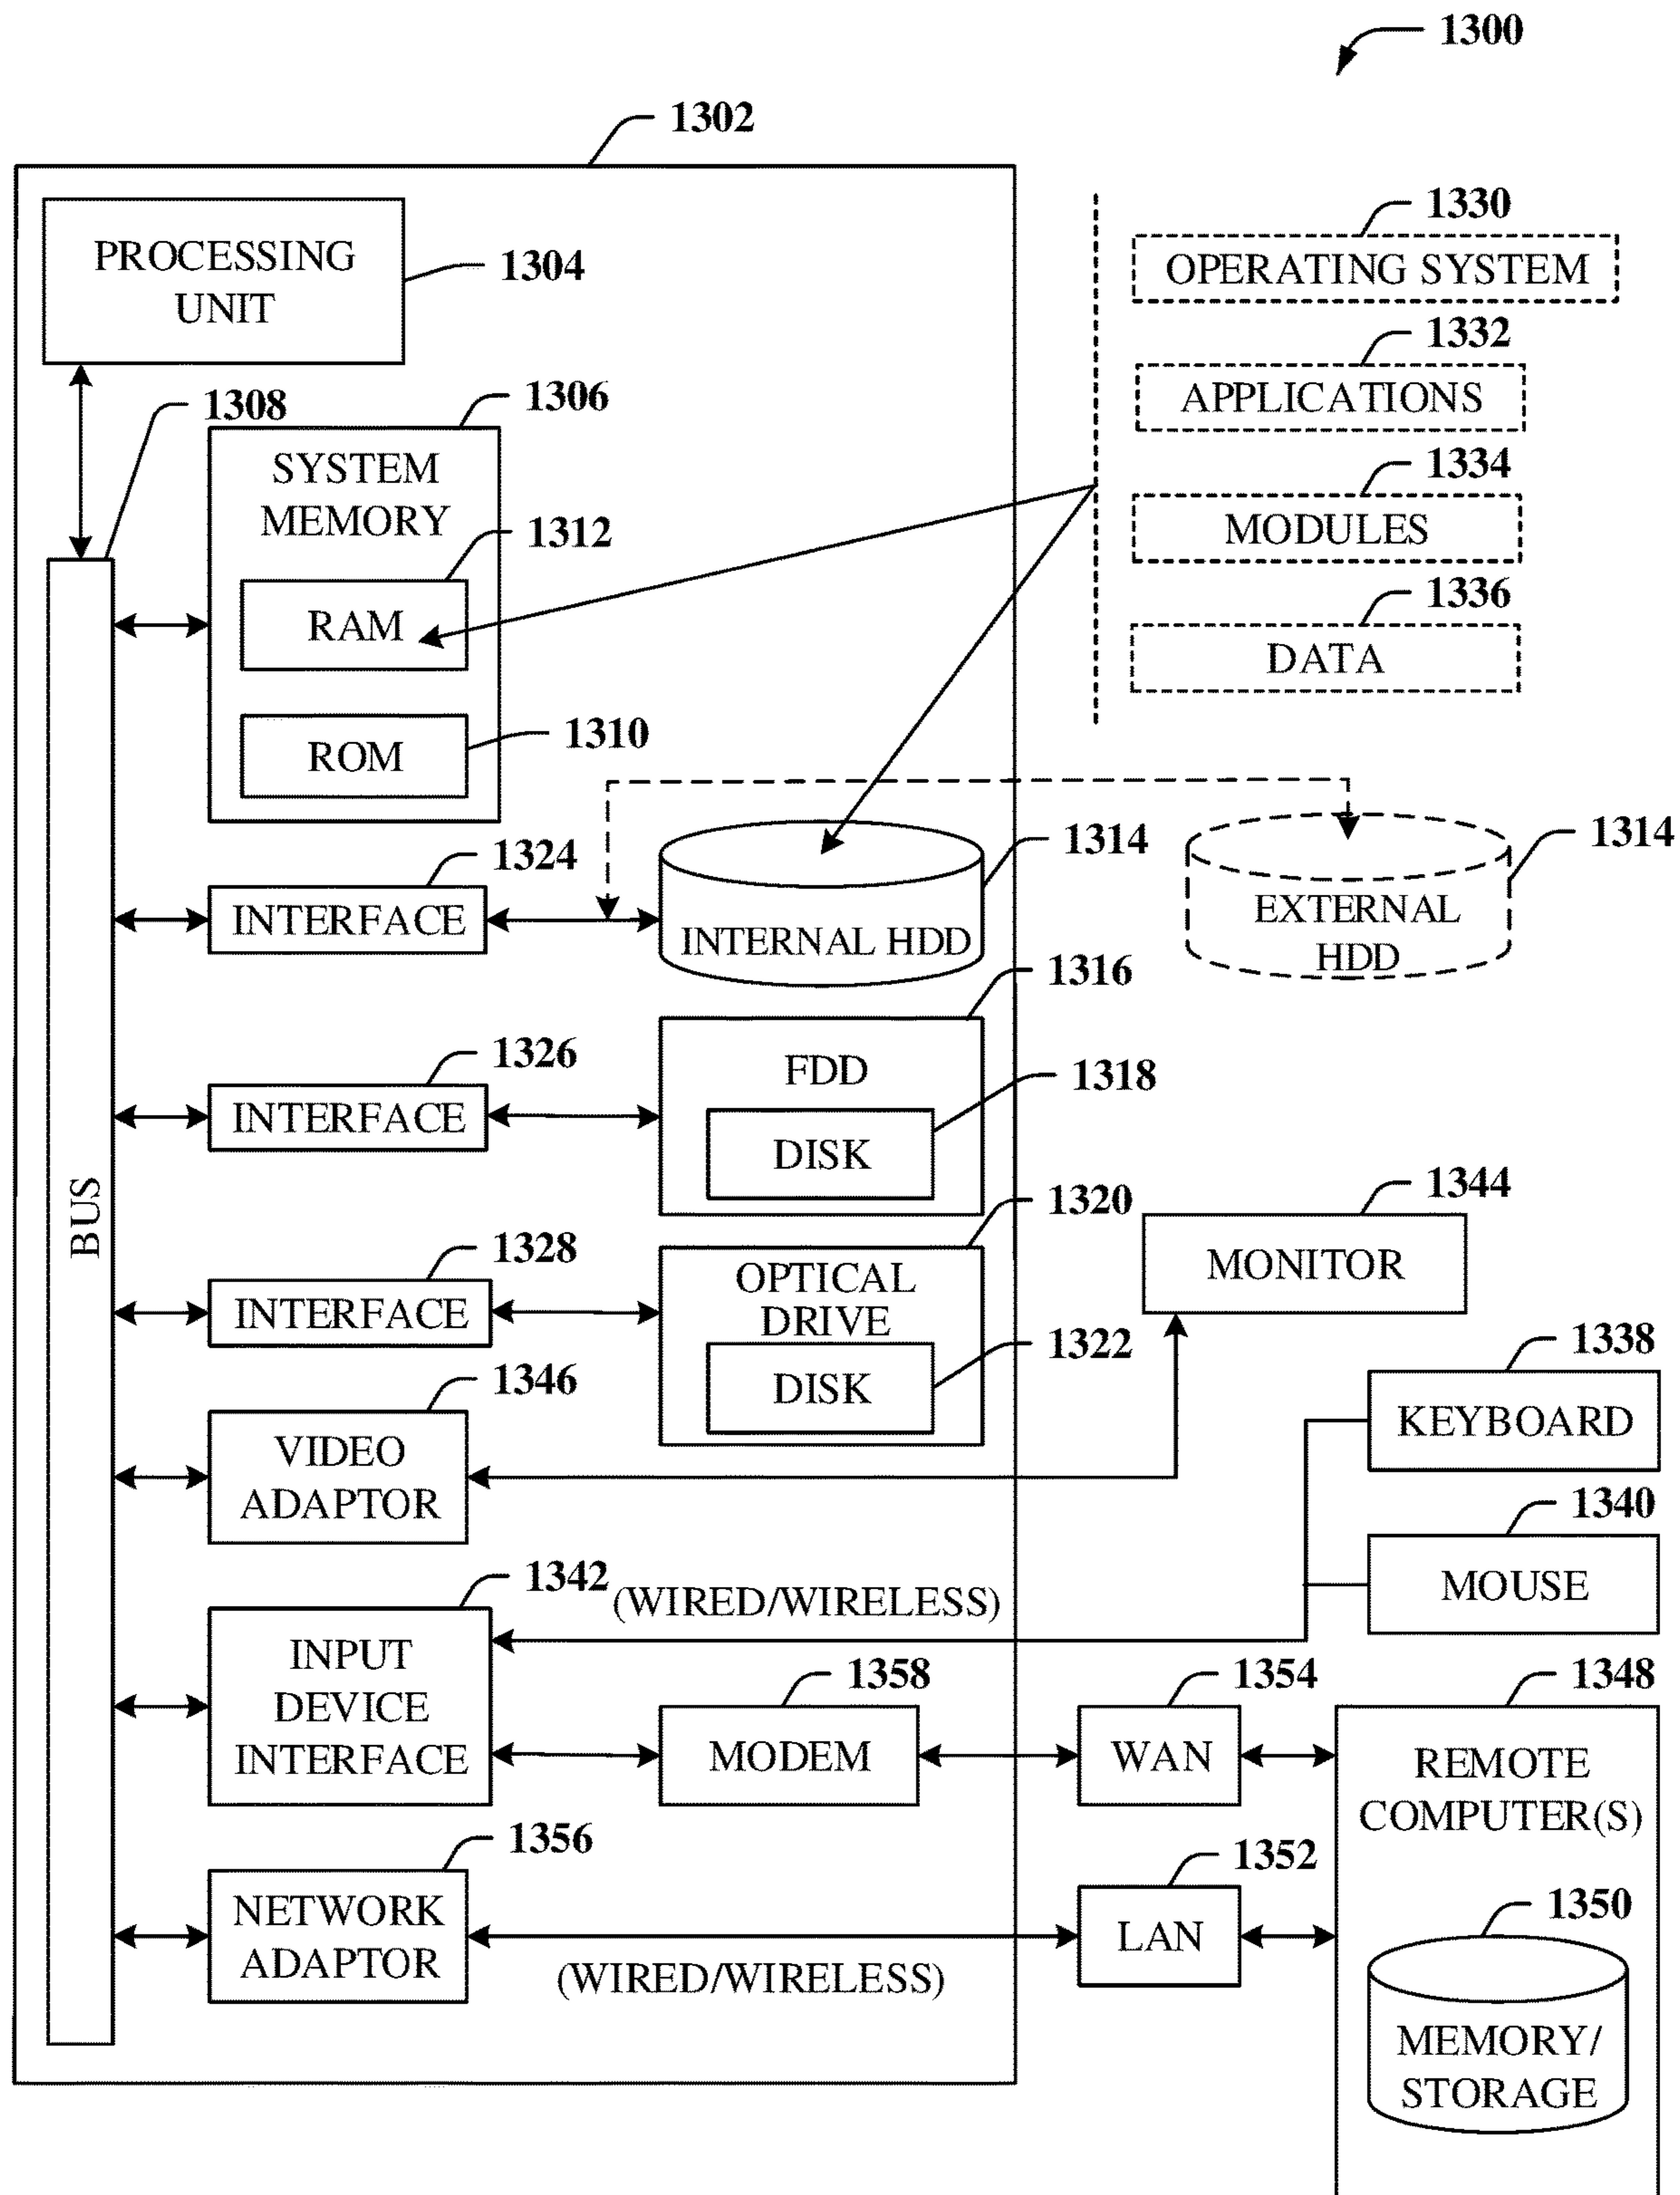 1300
1302
PROCESSING
UNIT
1304
1330
OPERATING SYSTEM
1332
APPLICATIONS
1334
MODULES
1336
DATA
1308
1306
SYSTEM
MEMORY
1312
RAM
1310
ROM
1324
INTERFACE
1314
INTERNAL HDD
1314
EXTERNAL
HDD
1316
1326
INTERFACE
FDD
1318
DISK
BUS
1320
1328
INTERFACE
OPTICAL
DRIVE
1322
DISK
1344
MONITOR
1338
KEYBOARD
1346
VIDEO
ADAPTOR
1340
MOUSE
1342
(WIRED/WIRELESS)
INPUT
DEVICE
INTERFACE
1358
MODEM
1354
WAN
1348
REMOTE
COMPUTER(S)
1356
NETWORK
ADAPTOR
(WIRED/WIRELESS)
1352
LAN
1350
MEMORY/
STORAGE